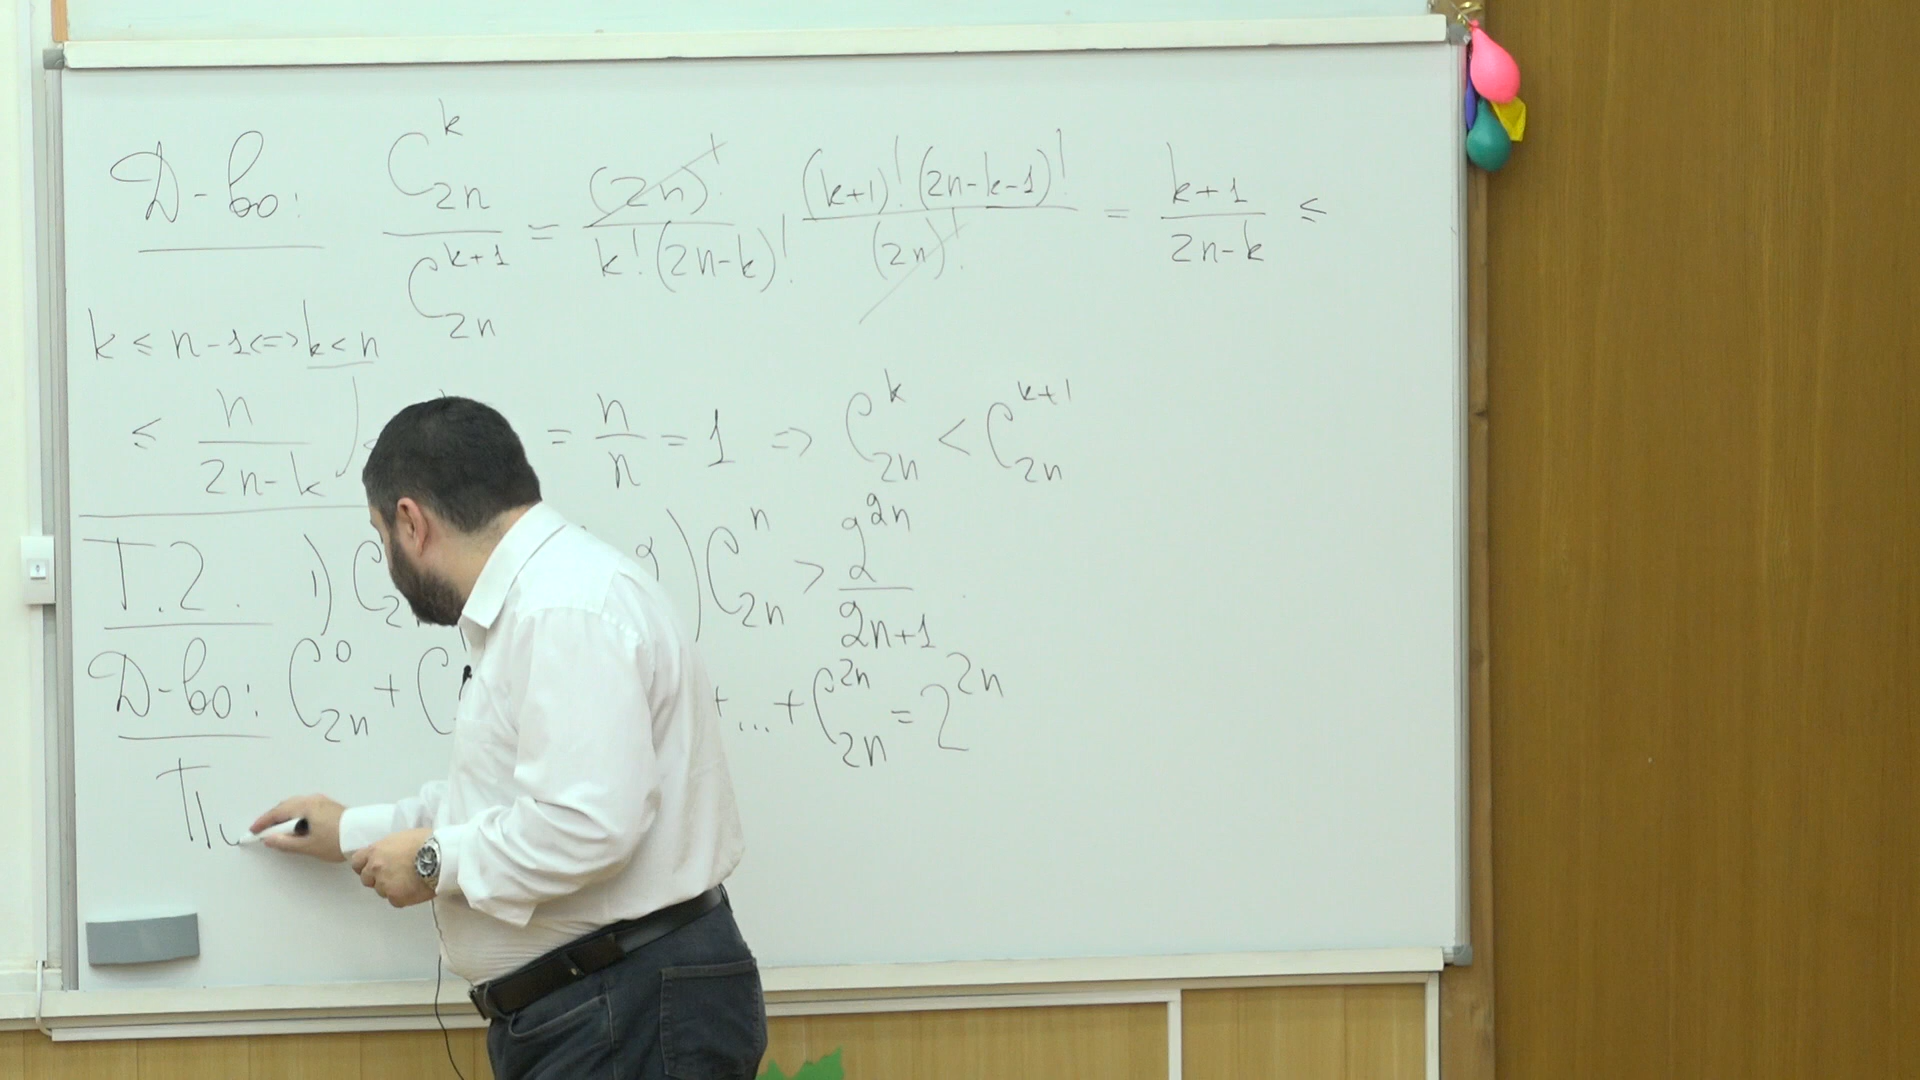 Д-во: C_{2n}^{k} / C_{2n}^{k+1} = (2n)! / k!(2n-k)! · (k+1)!(2n-k-1)! / (2n)! = k+1 / 2n-k ≤
k ≤ n-1 <=> k < n
≤ n / 2n-k = n / n = 1 => C_{2n}^{k} < C_{2n}^{k+1}
Т.2. 1) C 2) C_{2n}^{n} > 2^{2n} / 2n+1
Д-во: C_{2n}^{0} + C +...+ C_{2n}^{2n} = 2^{2n}